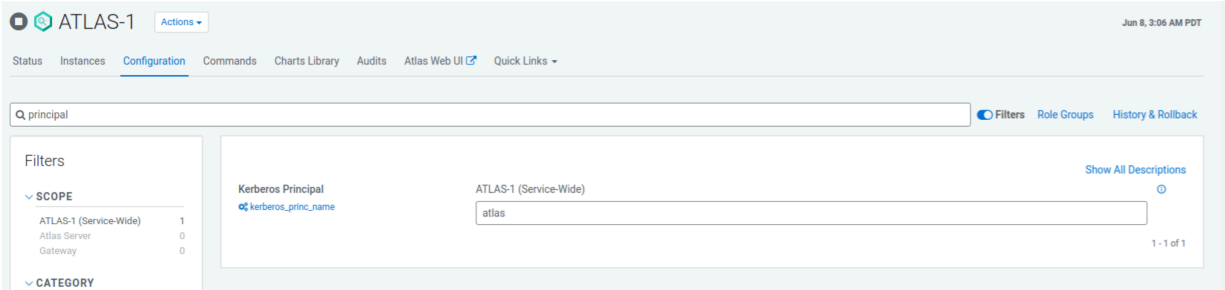 ATLAS-1 Actions Jun 8, 3:06 AM PDT
Status Instances Configuration Commands Charts Library Audits Atlas Web UI Quick Links
principal Filters Role Groups History & Rollback
Filters
Show All Descriptions
SCOPE
Kerberos Principal ATLAS-1 (Service-Wide)
kerberos_princ_name atlas
ATLAS-1 (Service-Wide) 1
Atlas Server 0
Gateway 0
1 - 1 of 1
CATEGORY